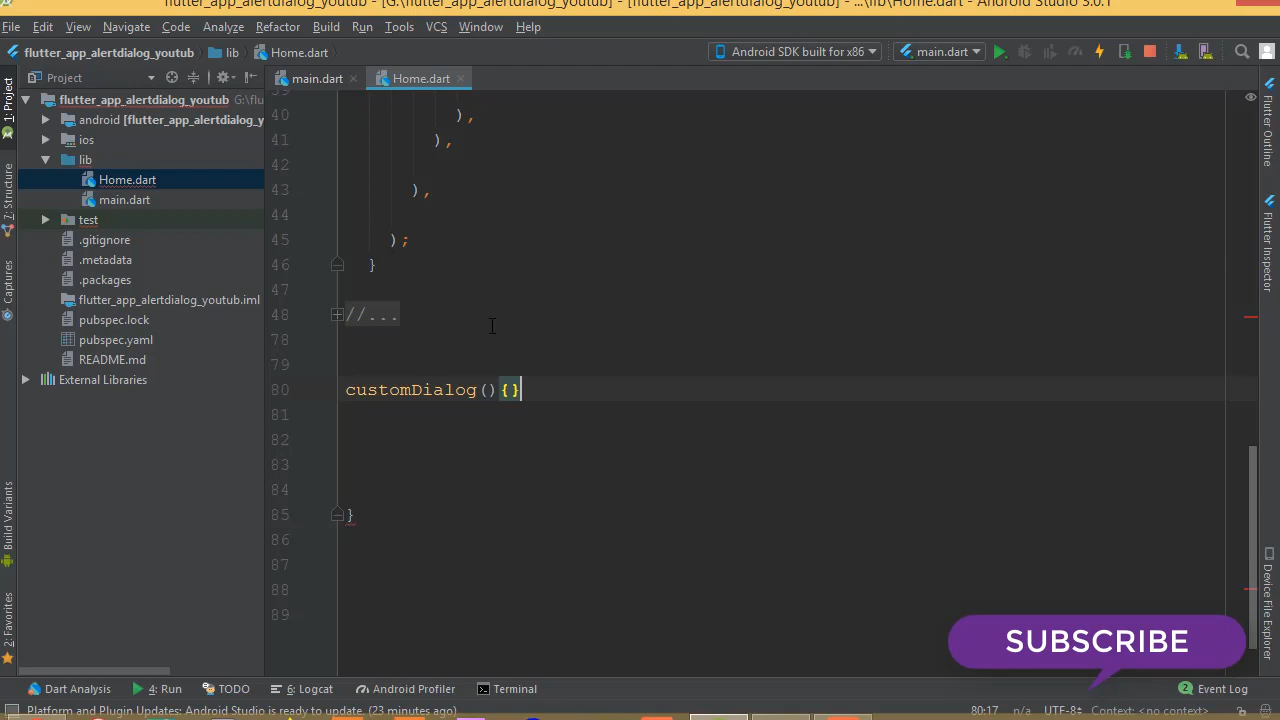 flutter_app_alertdialog_youtub - [G:\flutter_app_alertdialog_youtub] - [flutter_app_alertdialog_youtub] - ...\lib\Home.dart - Android Studio 3.0.1
File Edit View Navigate Code Analyze Refactor Build Run Tools VCS Window Help
flutter_app_alertdialog_youtub lib Home.dart Android SDK built for x86 main.dart
Project main.dart Home.dart
flutter_app_alertdialog_youtub G:\fl
android [flutter_app_alertdialog_y
ios
lib
Home.dart
main.dart
test
.gitignore
.metadata
.packages
flutter_app_alertdialog_youtub.iml
pubspec.lock
pubspec.yaml
README.md
External Libraries
1: Project
7: Structure
Captures
Build Variants
2: Favorites
39
40 ),
41 ),
42
43 ),
44
45 );
46 }
47
48 //...
78
79
80 customDialog(){}
81
82
83
84
85 }
86
87
88
89
Flutter Outline
Flutter Inspector
Device File Explorer
SUBSCRIBE
Dart Analysis 4: Run TODO 6: Logcat Android Profiler Terminal 2 Event Log
Platform and Plugin Updates: Android Studio is ready to update. (23 minutes ago) 80:17 n/a UTF-8 Context: <no context>